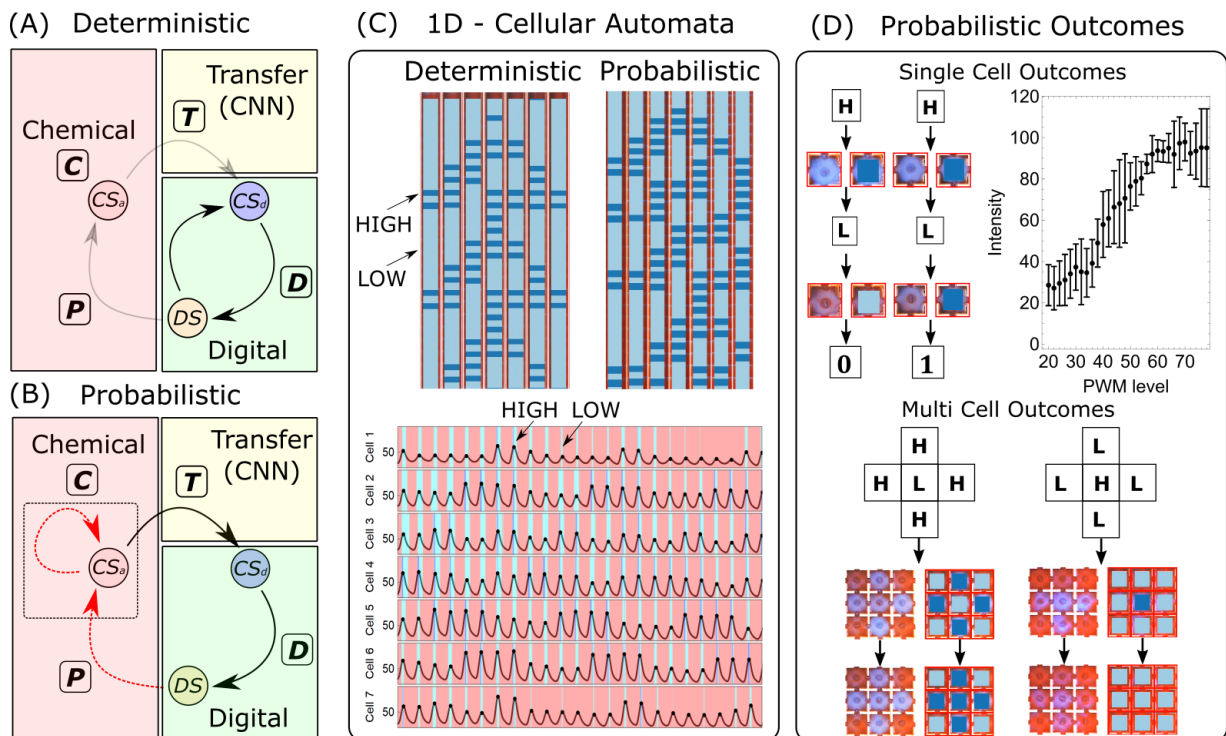 (A) Deterministic
Transfer
(CNN)
T
Chemical
C
CSa
CSd
D
P
DS
Digital
(B) Probabilistic
Chemical
Transfer
(CNN)
C
T
CSa
CSd
D
P
DS
Digital
(C) 1D - Cellular Automata
Deterministic Probabilistic
HIGH
LOW
HIGH LOW
Cell 1 50
Cell 2 50
Cell 3 50
Cell 4 50
Cell 5 50
Cell 6 50
Cell 7 50
(D) Probabilistic Outcomes
Single Cell Outcomes
H H
L L
0 1
Intensity
120
100
80
60
40
20
0
20 30 40 50 60 70
PWM level
Multi Cell Outcomes
H L
H L H L H L
H L